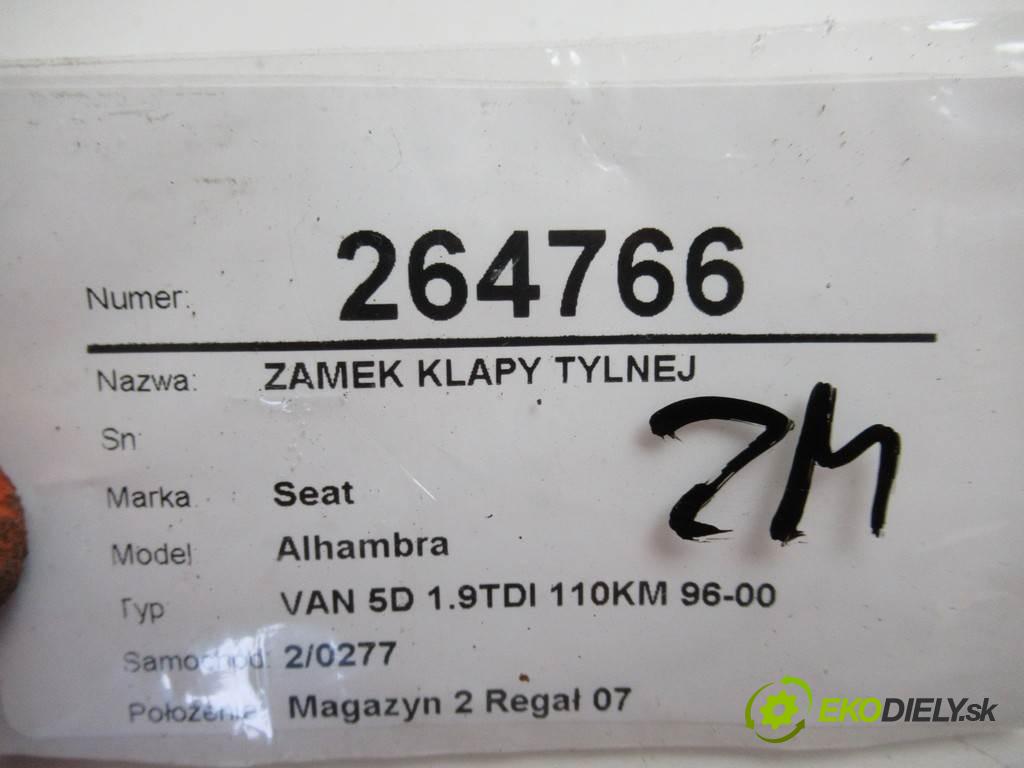 Numer: 264766
Nazwa: ZAMEK KLAPY TYLNEJ
Sn:
ZM
Marka: Seat
Model: Alhambra
Typ VAN 5D 1.9TDI 110KM 96-00
Samochód: 2/0277
Położenie Magazyn 2 Regał 07
EKODIELY.sk